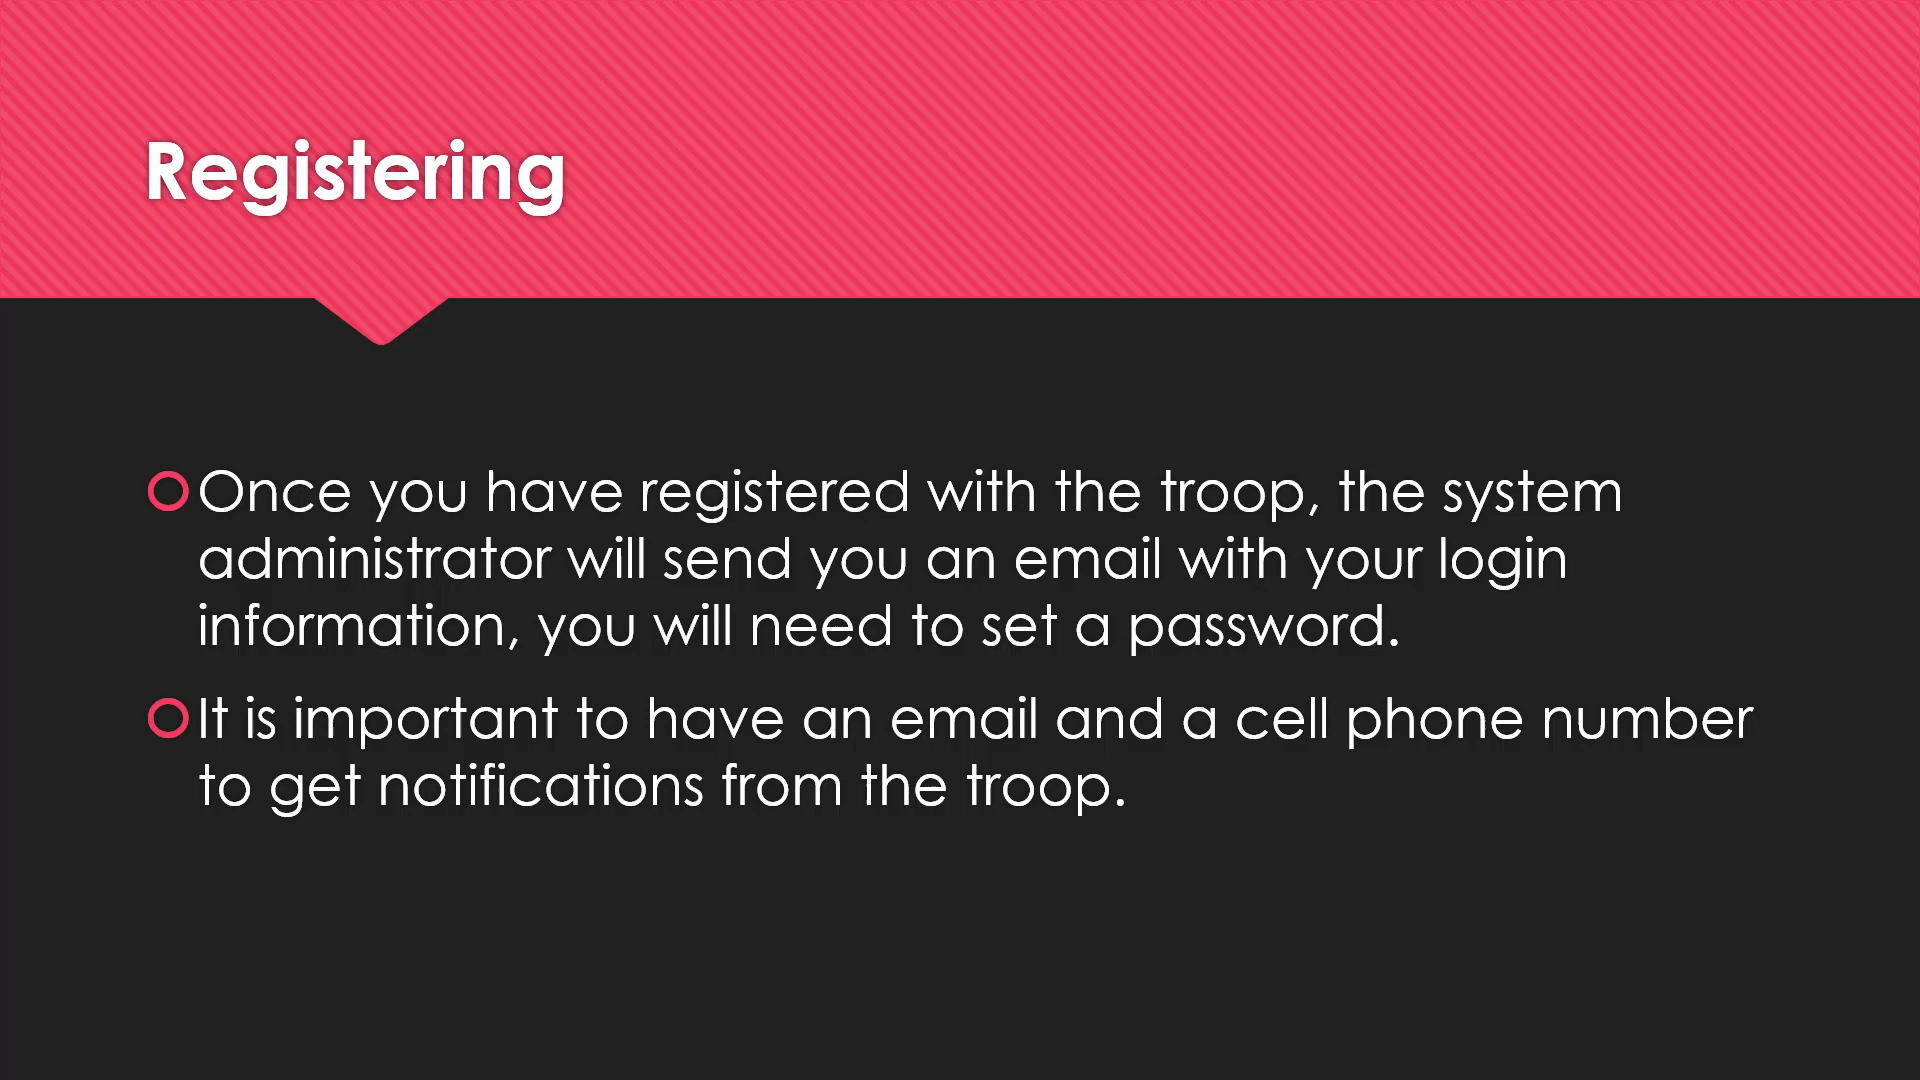 Registering
Once you have registered with the troop, the system
administrator will send you an email with your login
information, you will need to set a password.
It is important to have an email and a cell phone number
to get notifications from the troop.